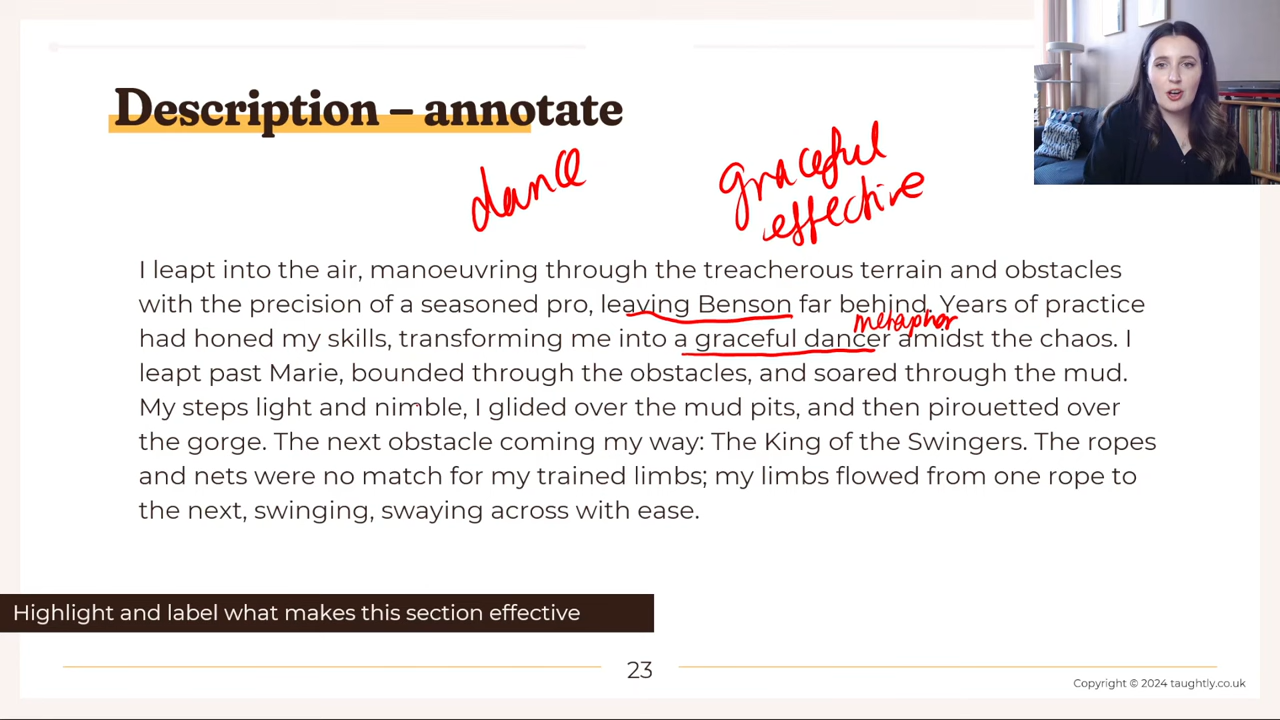 Description – annotate
dance
graceful
effective
I leapt into the air, manoeuvring through the treacherous terrain and obstacles
with the precision of a seasoned pro, leaving Benson far behind. Years of practice
metaphor
had honed my skills, transforming me into a graceful dancer amidst the chaos. I
leapt past Marie, bounded through the obstacles, and soared through the mud.
My steps light and nimble, I glided over the mud pits, and then pirouetted over
the gorge. The next obstacle coming my way: The King of the Swingers. The ropes
and nets were no match for my trained limbs; my limbs flowed from one rope to
the next, swinging, swaying across with ease.
Highlight and label what makes this section effective
23
Copyright © 2024 taughtly.co.uk